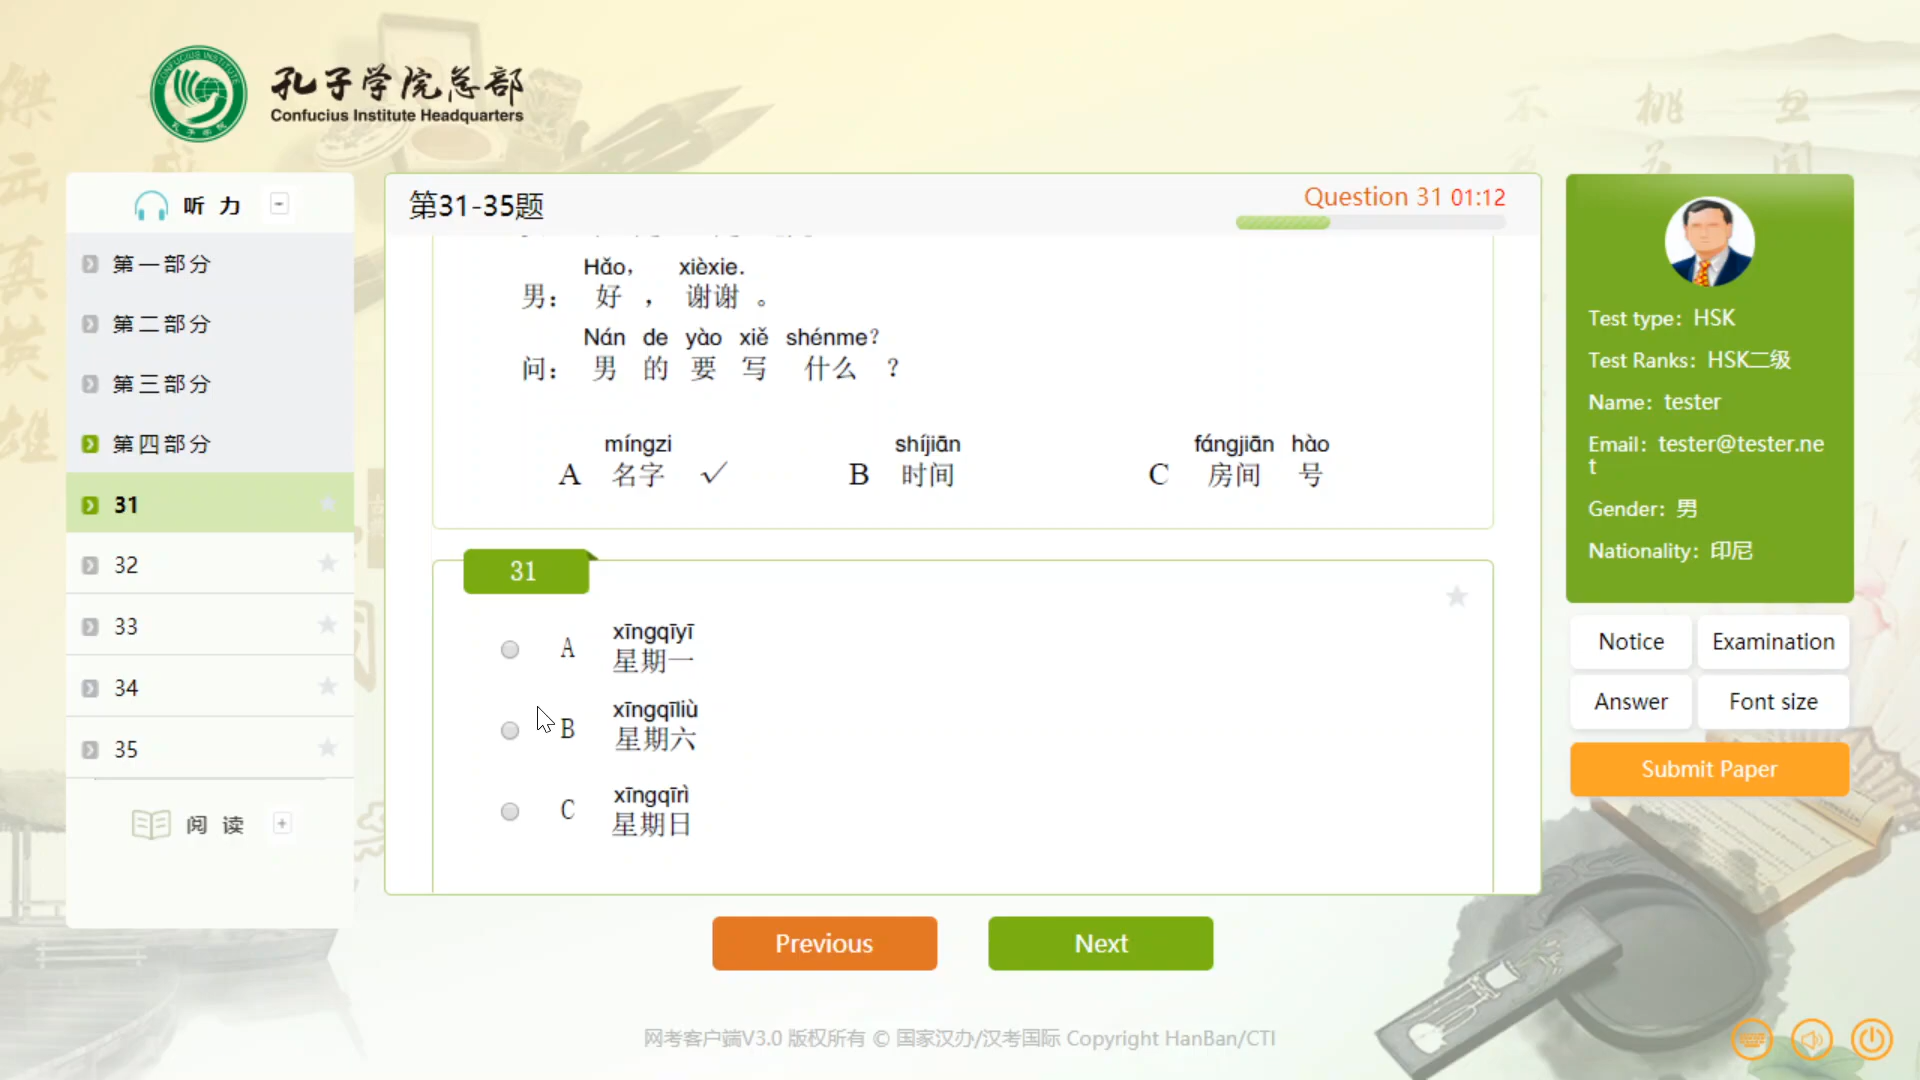 孔子学院总部
Confucius Institute Headquarters
听 力
第一部分
第二部分
第三部分
第四部分
31
32
33
34
35
阅 读
第31-35题
Question 31 01:12
Hǎo, xièxie.
男： 好 ， 谢谢 。
Nán de yào xiě shénme?
问： 男 的 要 写 什么 ？
míngzi shíjiān fángjiān hào
A 名字 ✓ B 时间 C 房间 号
31
xīngqīyī
A 星期一
xīngqīliù
B 星期六
xīngqīrì
C 星期日
Previous Next
Test type：HSK
Test Ranks：HSK二级
Name：tester
Email：tester@tester.ne
t
Gender：男
Nationality：印尼
Notice Examination
Answer Font size
Submit Paper
网考客户端V3.0 版权所有 © 国家汉办/汉考国际 Copyright HanBan/CTI